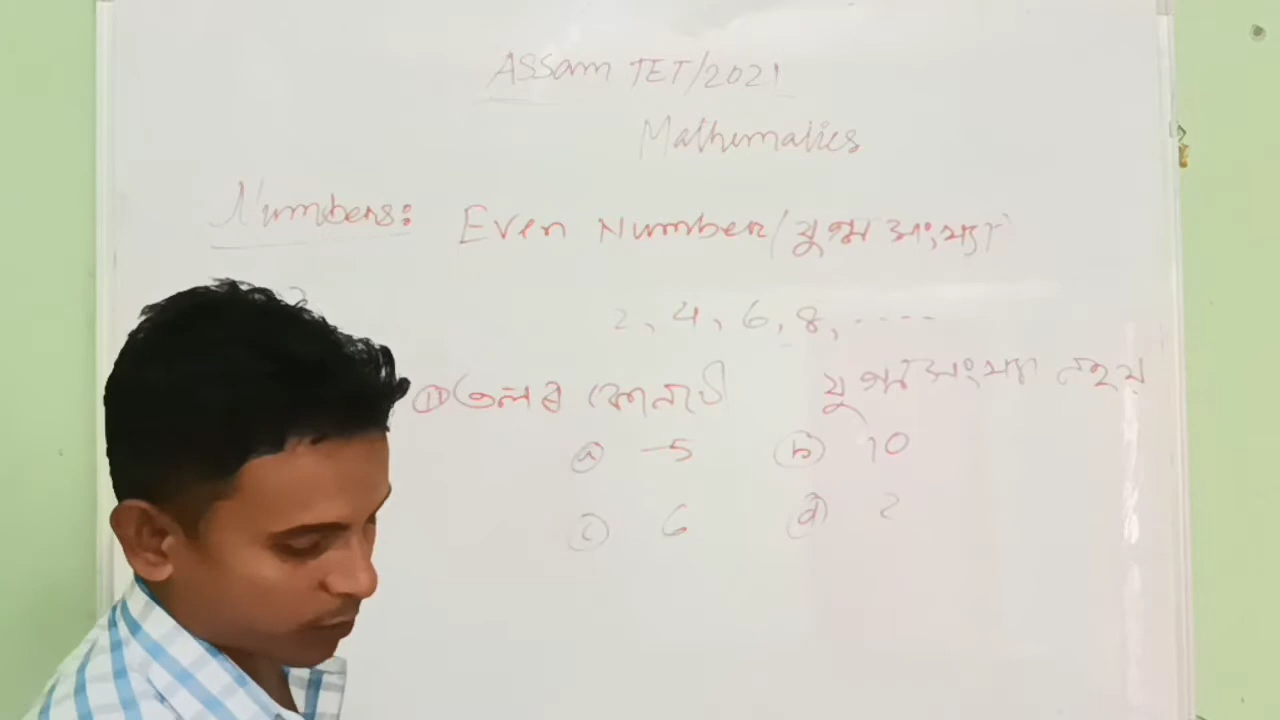 Assam TET/2021
Mathematics
Numbers: Even Number/যুগ্ম সংখ্যা
2, 4, 6, 8, ----
① তলৰ কোনটো যুগ্ম সংখ্যা নহয়
ⓐ 5 ⓑ 10
ⓒ 6 ⓓ 2